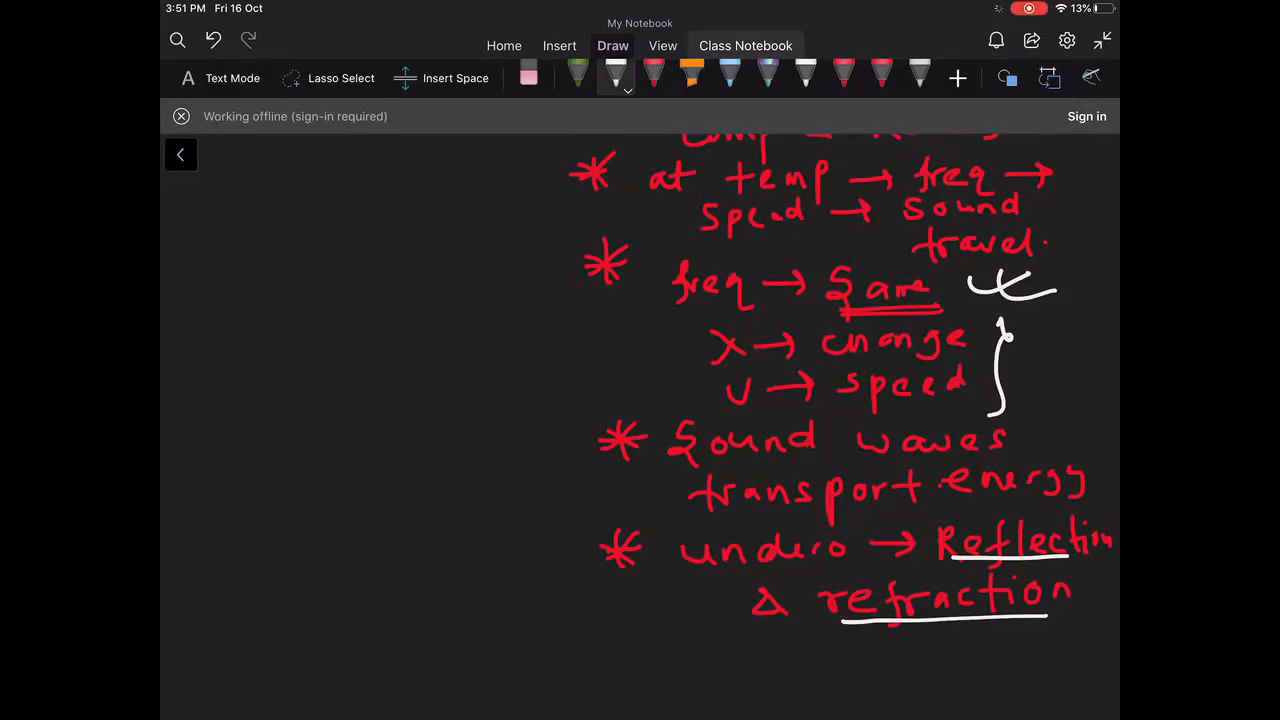 3:51 PM Fri 16 Oct
13%
My Notebook
Home Insert Draw View Class Notebook
Text Mode Lasso Select Insert Space
Working offline (sign-in required) Sign in
* at temp → freq →
speed → sound
travel.
* freq → Same
λ → change
v → speed
* Sound waves
transport energy
* undero → Reflection
& refraction